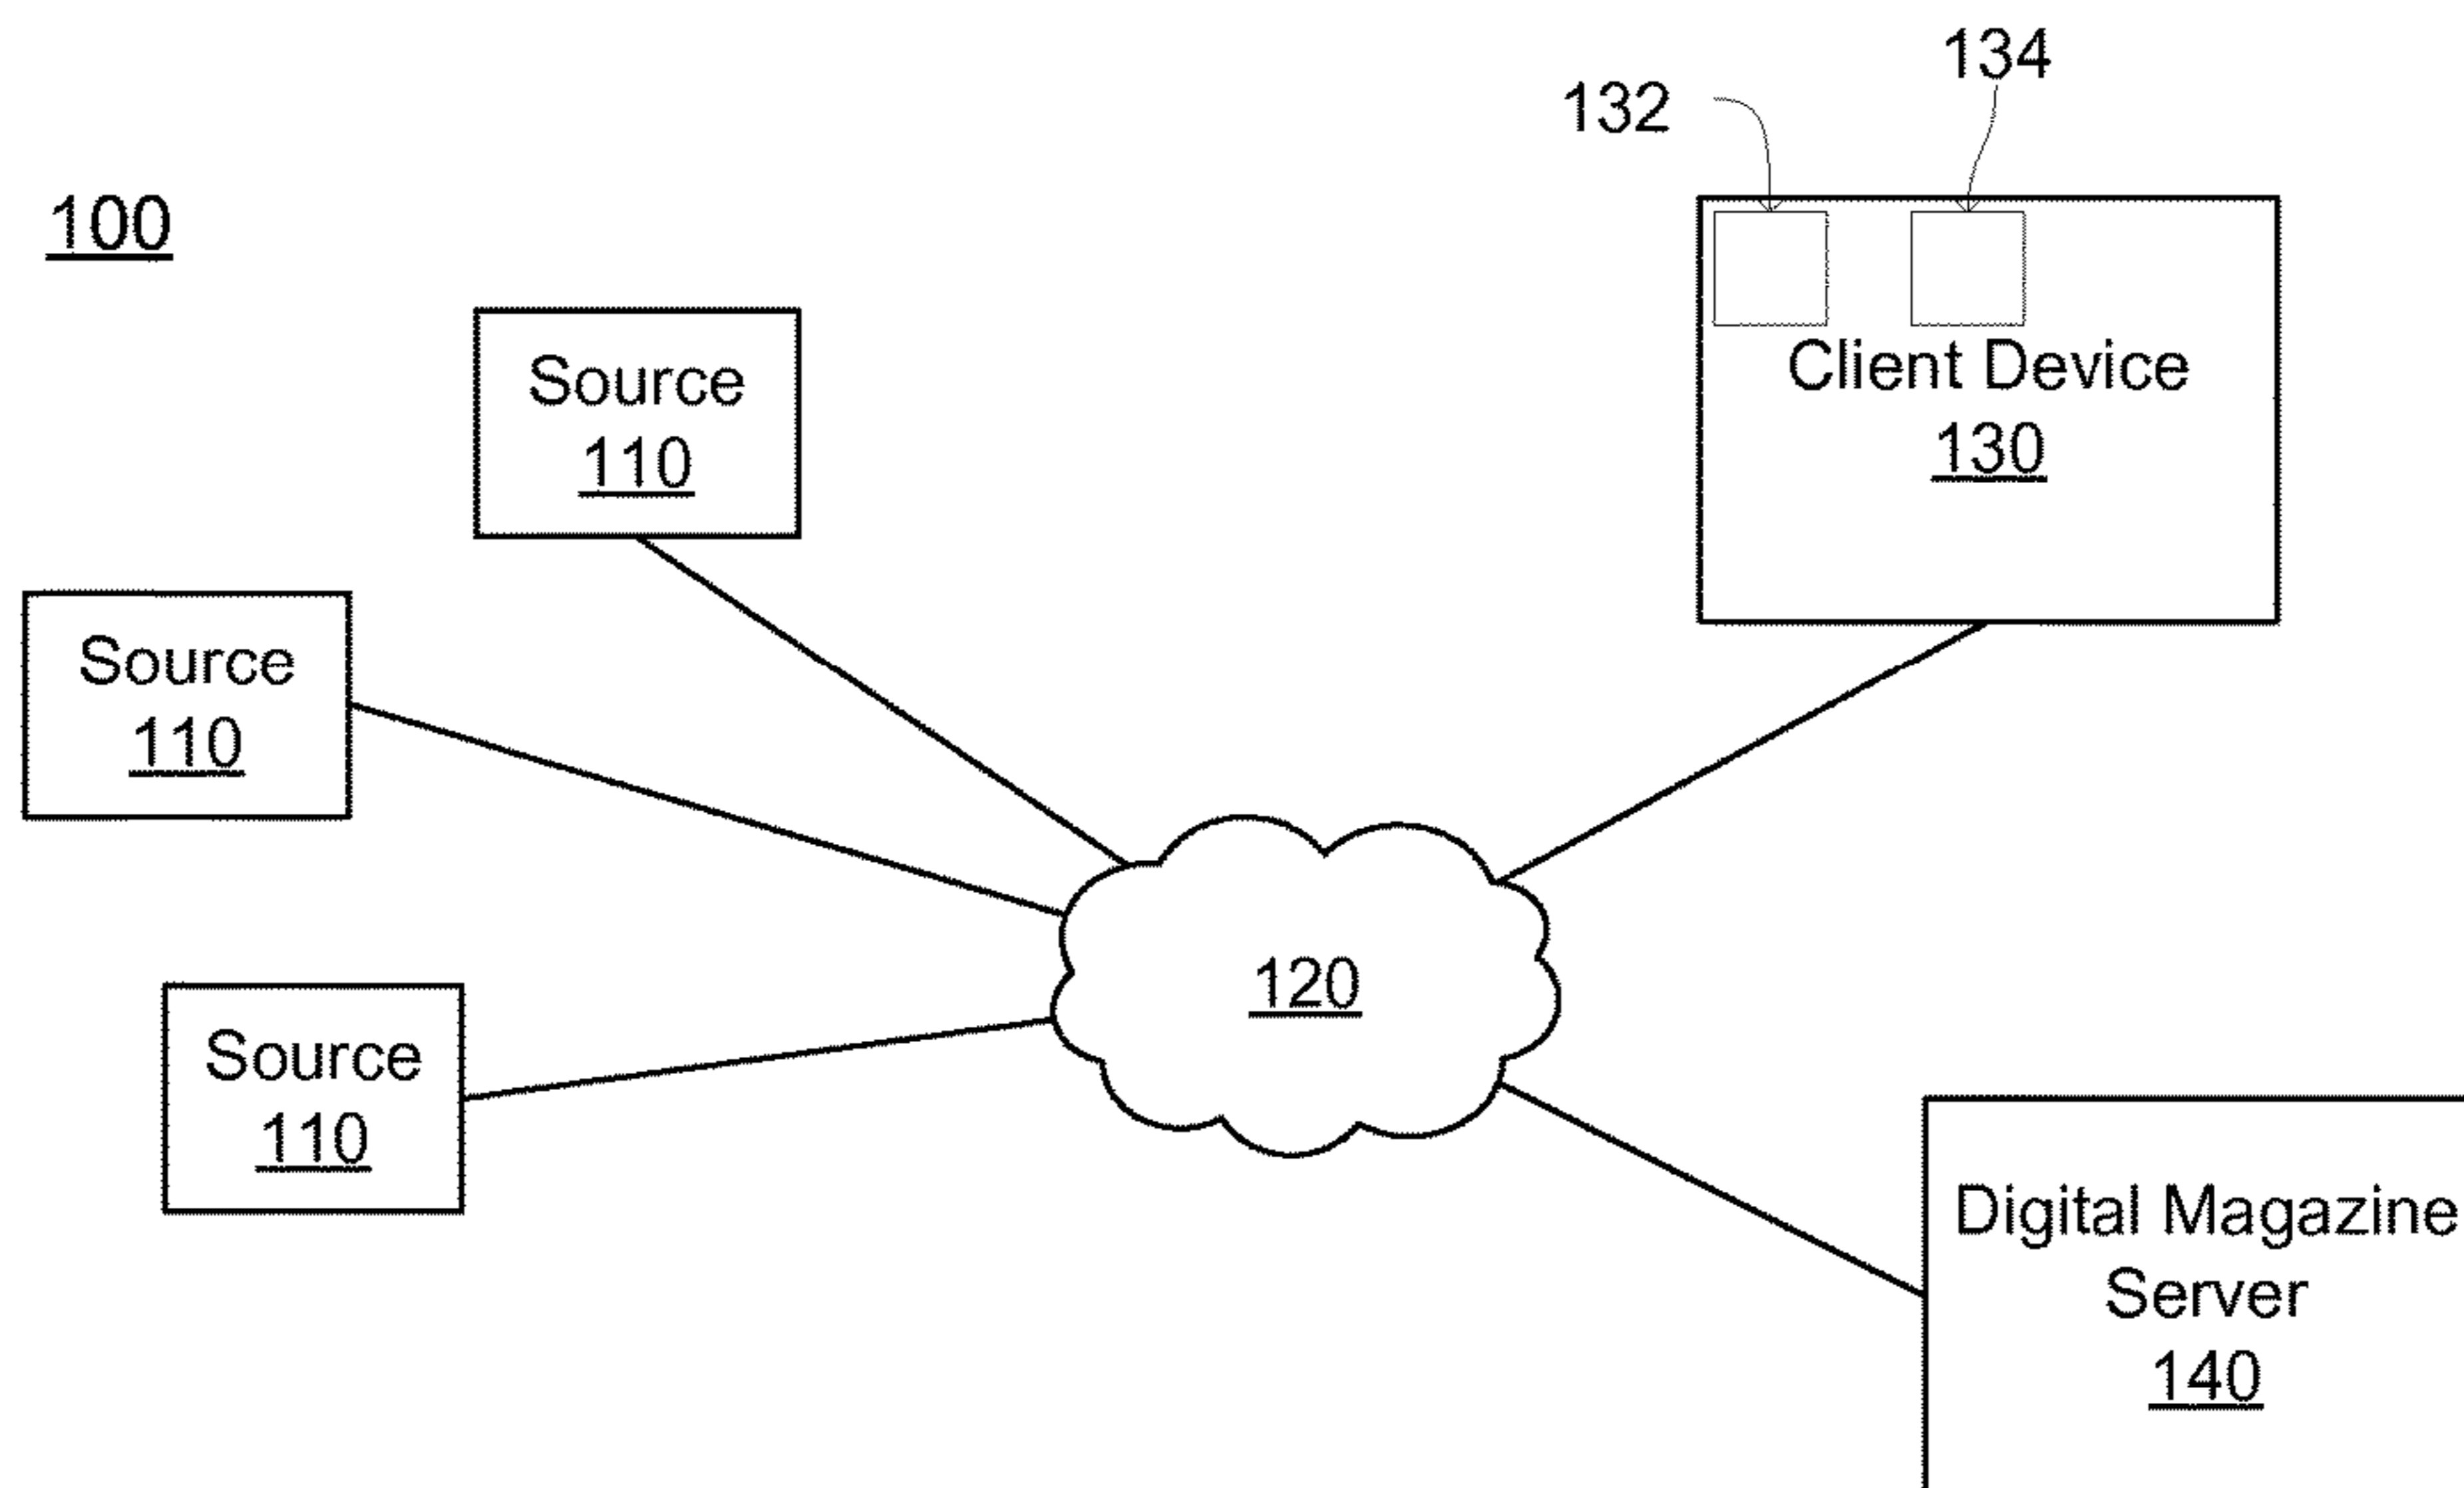 134
132
100
Source
110
Client Device
130
Source
110
120
Source
110
Digital Magazine
Server
140